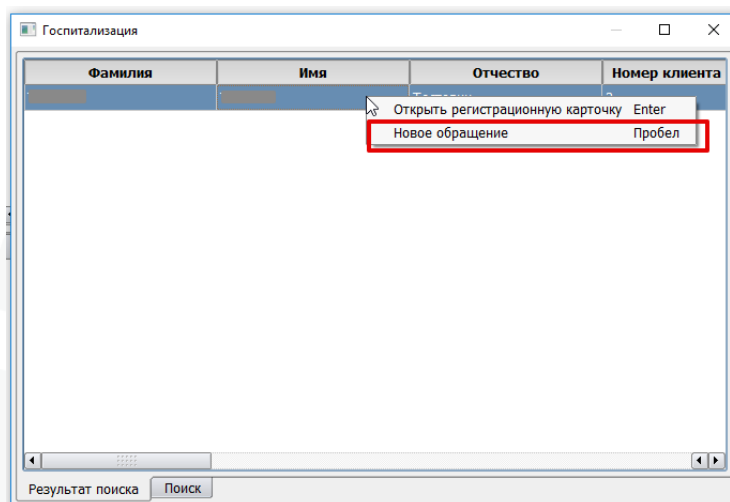 Госпитализация
Фамилия Имя Отчество Номер клиента
Открыть регистрационную карточку Enter
Новое обращение Пробел
Результат поиска Поиск